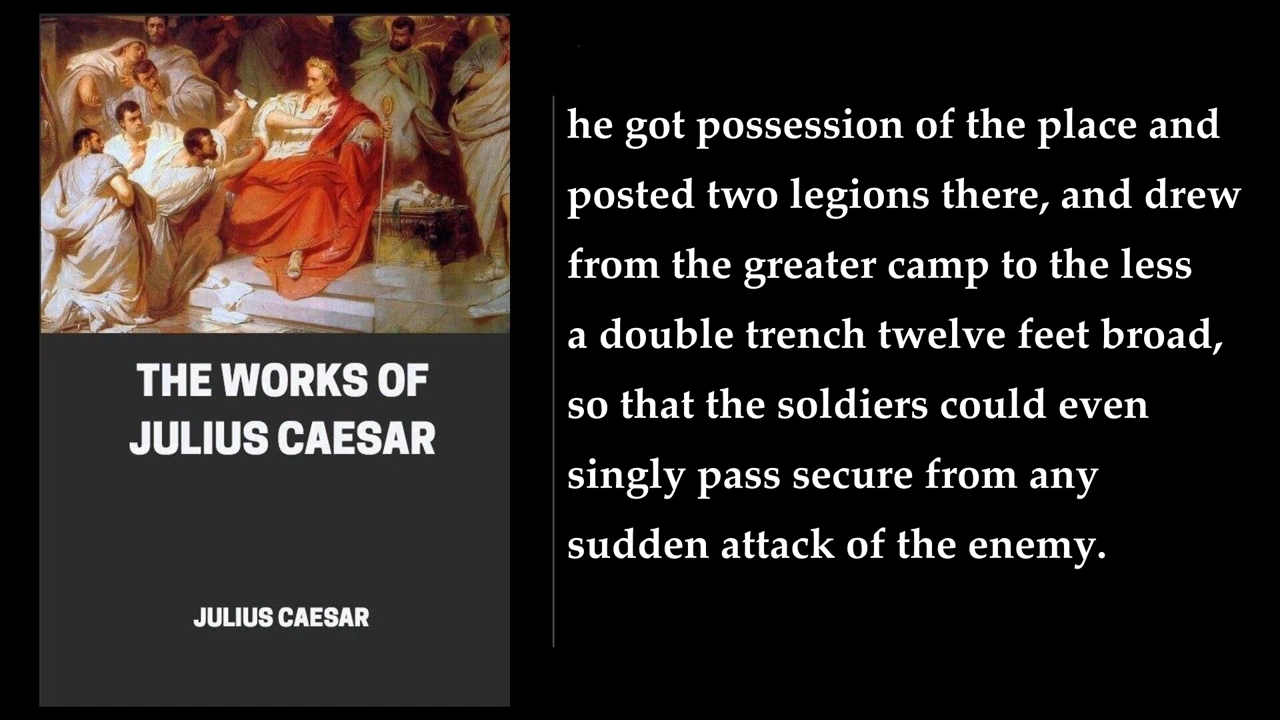 THE WORKS OF
JULIUS CAESAR
JULIUS CAESAR
he got possession of the place and
posted two legions there, and drew
from the greater camp to the less
a double trench twelve feet broad,
so that the soldiers could even
singly pass secure from any
sudden attack of the enemy.